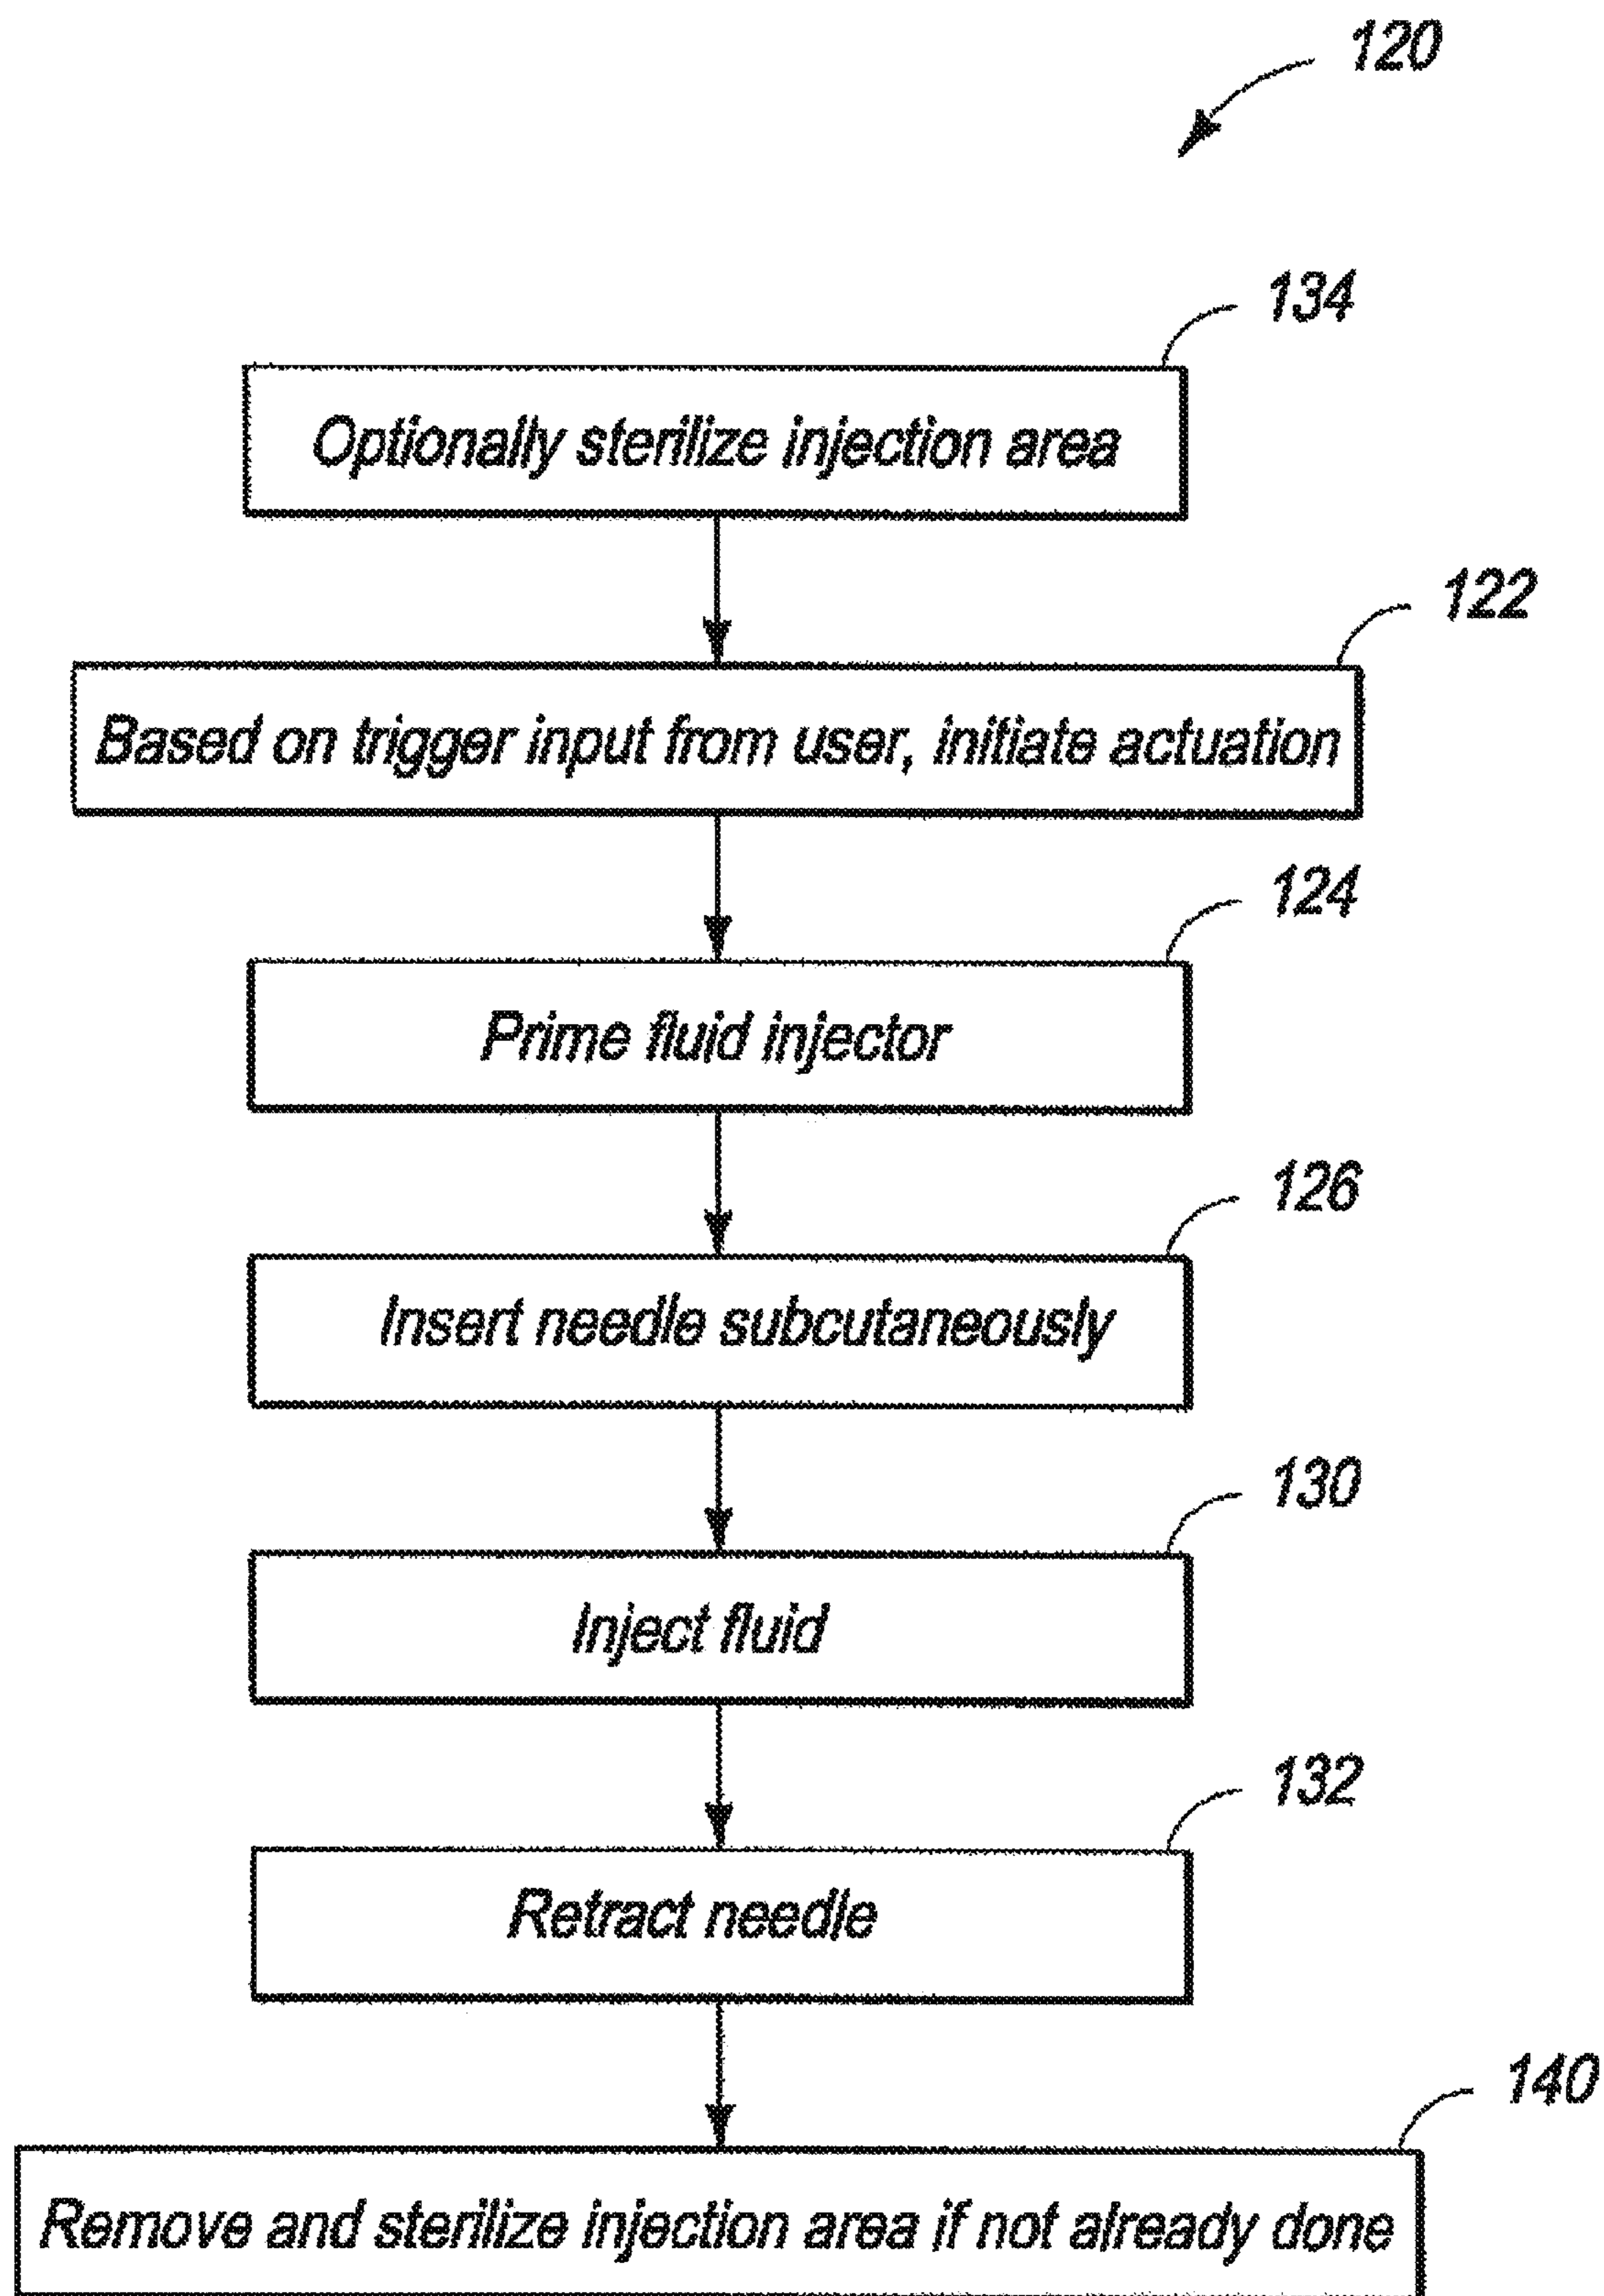 120
134
Optionally sterilize injection area
122
Based on trigger input from user, initiate actuation
124
Prime fluid injector
126
Insert needle subcutaneously
130
Inject fluid
132
Retract needle
140
Remove and sterilize injection area if not already done